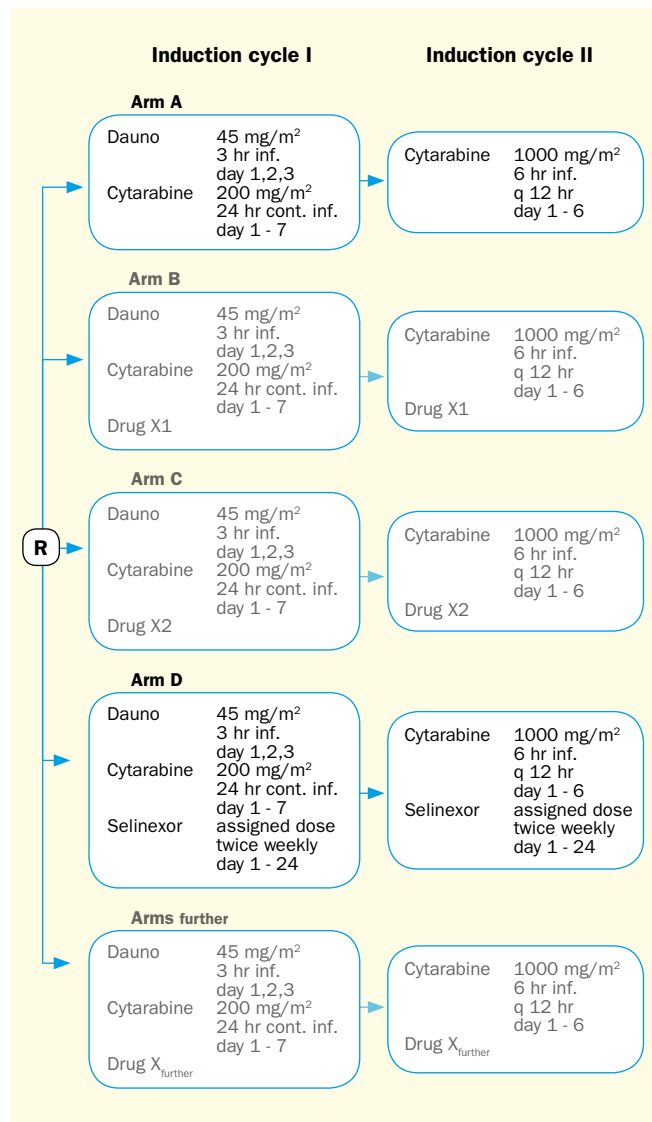 Induction cycle I
Induction cycle II
Arm A
Dauno 45 mg/m²
3 hr inf.
day 1,2,3
Cytarabine 200 mg/m²
24 hr cont. inf.
day 1 - 7
Cytarabine 1000 mg/m²
6 hr inf.
q 12 hr
day 1 - 6
Arm B
Dauno 45 mg/m²
3 hr inf.
day 1,2,3
Cytarabine 200 mg/m²
24 hr cont. inf.
day 1 - 7
Drug X1
Cytarabine 1000 mg/m²
6 hr inf.
q 12 hr
day 1 - 6
Drug X1
Arm C
Dauno 45 mg/m²
3 hr inf.
day 1,2,3
Cytarabine 200 mg/m²
24 hr cont. inf.
day 1 - 7
Drug X2
Cytarabine 1000 mg/m²
6 hr inf.
q 12 hr
day 1 - 6
Drug X2
R
Arm D
Dauno 45 mg/m²
3 hr inf.
day 1,2,3
Cytarabine 200 mg/m²
24 hr cont. inf.
day 1 - 7
Selinexor assigned dose
twice weekly
day 1 - 24
Cytarabine 1000 mg/m²
6 hr inf.
q 12 hr
day 1 - 6
Selinexor assigned dose
twice weekly
day 1 - 24
Arms further
Dauno 45 mg/m²
3 hr inf.
day 1,2,3
Cytarabine 200 mg/m²
24 hr cont. inf.
day 1 - 7
Drug Xfurther
Cytarabine 1000 mg/m²
6 hr inf.
q 12 hr
day 1 - 6
Drug Xfurther